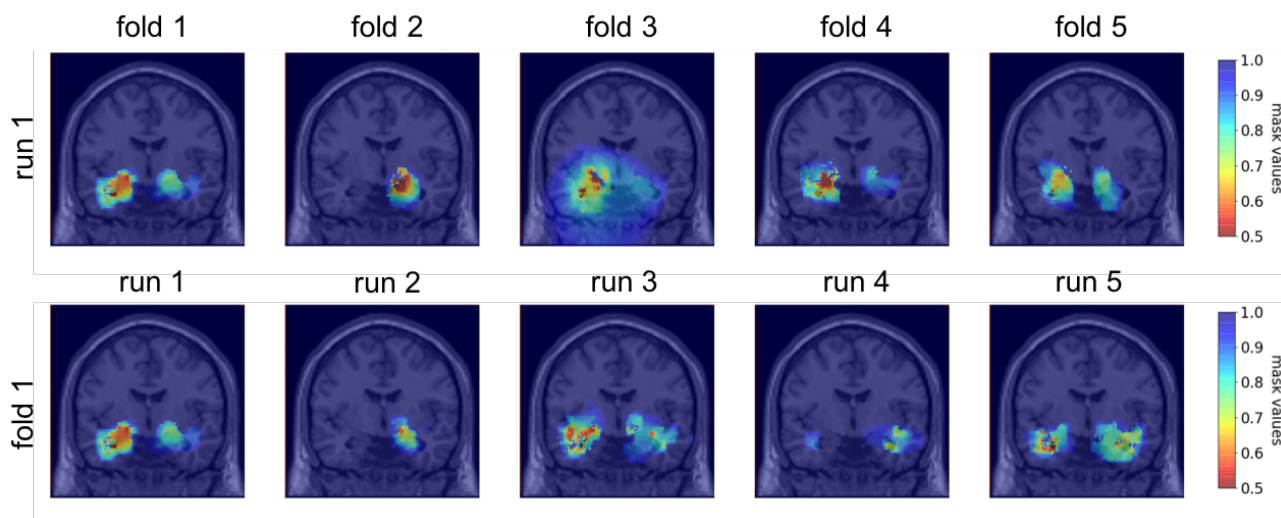 fold 1 fold 2 fold 3 fold 4 fold 5
run 1
1.0
0.9
0.8
0.7
0.6
0.5
mask values
run 1 run 2 run 3 run 4 run 5
fold 1
1.0
0.9
0.8
0.7
0.6
0.5
mask values